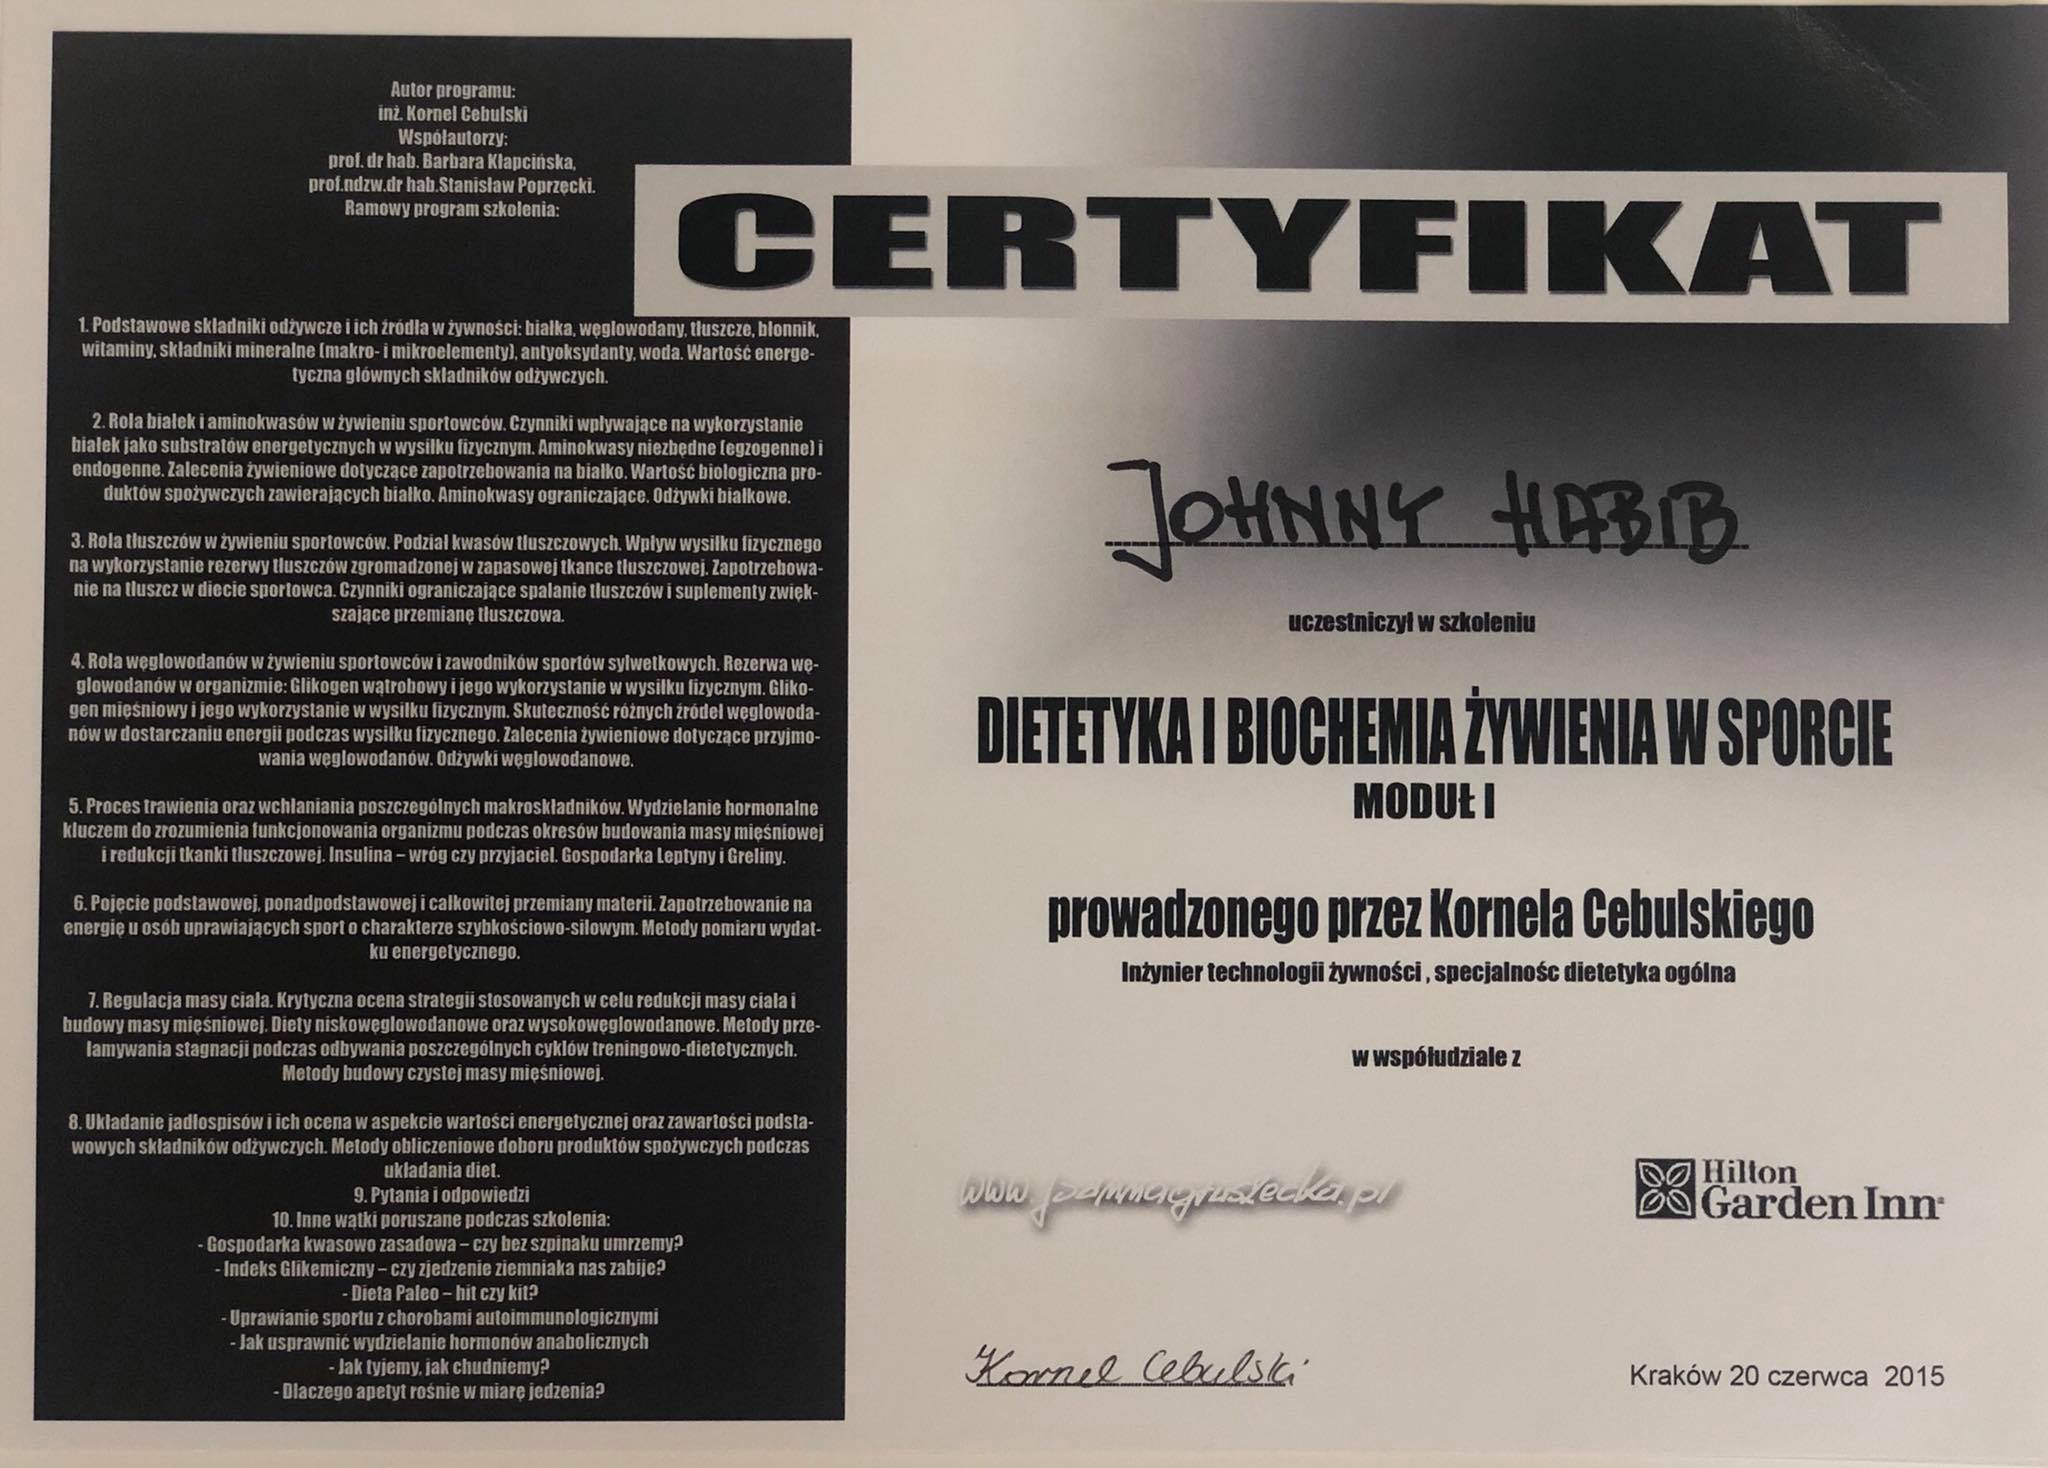 Autor programu:
inż. Kornel Cebulski
Współautorzy:
prof. dr hab. Barbara Kłapcińska,
prof.ndzw.dr hab.Stanisław Poprzęcki.
Ramowy program szkolenia:
1. Podstawowe składniki odżywcze i ich źródła w żywności: białka, węglowodany, tłuszcze, błonnik,
witaminy, składniki mineralne (makro- i mikroelementy), antyoksydanty, woda. Wartość energe-
tyczna głównych składników odżywczych.
2. Rola białek i aminokwasów w żywieniu sportowców. Czynniki wpływające na wykorzystanie
białek jako substratów energetycznych w wysiłku fizycznym. Aminokwasy niezbędne (egzogenne) i
endogenne. Zalecenia żywieniowe dotyczące zapotrzebowania na białko. Wartość biologiczna pro-
duktów spożywczych zawierających białko. Aminokwasy ograniczające. Odżywki białkowe.
3. Rola tłuszczów w żywieniu sportowców. Podział kwasów tłuszczowych. Wpływ wysiłku fizycznego
na wykorzystanie rezerwy tłuszczów zgromadzonej w zapasowej tkance tłuszczowej. Zapotrzebowa-
nie na tłuszcz w diecie sportowca. Czynniki ograniczające spalanie tłuszczów i suplementy zwięk-
szające przemianę tłuszczowa.
4. Rola węglowodanów w żywieniu sportowców i zawodników sportów sylwetkowych. Rezerwa wę-
glowodanów w organizmie: Glikogen wątrobowy i jego wykorzystanie w wysiłku fizycznym. Gliko-
gen mięśniowy i jego wykorzystanie w wysiłku fizycznym. Skuteczność różnych źródeł węglowoda-
nów w dostarczaniu energii podczas wysiłku fizycznego. Zalecenia żywieniowe dotyczące przyjmo-
wania węglowodanów. Odżywki węglowodanowe.
5. Proces trawienia oraz wchłaniania poszczególnych makroskładników. Wydzielanie hormonalne
kluczem do zrozumienia funkcjonowania organizmu podczas okresów budowania masy mięśniowej
i redukcji tkanki tłuszczowej. Insulina – wróg czy przyjaciel. Gospodarka Leptyny i Greliny.
6. Pojęcie podstawowej, ponadpodstawowej i całkowitej przemiany materii. Zapotrzebowanie na
energię u osób uprawiających sport o charakterze szybkościowo-siłowym. Metody pomiaru wydat-
ku energetycznego.
7. Regulacja masy ciała. Krytyczna ocena strategii stosowanych w celu redukcji masy ciała i
budowy masy mięśniowej. Diety niskowęglowodanowe oraz wysokowęglowodanowe. Metody prze-
łamywania stagnacji podczas odbywania poszczególnych cyklów treningowo-dietetycznych.
Metody budowy czystej masy mięśniowej.
8. Układanie jadłospisów i ich ocena w aspekcie wartości energetycznej oraz zawartości podsta-
wowych składników odżywczych. Metody obliczeniowe doboru produktów spożywczych podczas
układania diet.
9. Pytania i odpowiedzi
10. Inne wątki poruszane podczas szkolenia:
- Gospodarka kwasowo zasadowa – czy bez szpinaku umrzemy?
- Indeks Glikemiczny – czy zjedzenie ziemniaka nas zabije?
- Dieta Paleo – hit czy kit?
- Uprawianie sportu z chorobami autoimmunologicznymi
- Jak usprawnić wydzielanie hormonów anabolicznych
- Jak tyjemy, jak chudniemy?
- Dlaczego apetyt rośnie w miarę jedzenia?
CERTYFIKAT
JOHNNY HABIB
uczestniczył w szkoleniu
DIETETYKA I BIOCHEMIA ŻYWIENIA W SPORCIE
MODUŁ I
prowadzonego przez Kornela Cebulskiego
Inżynier technologii żywności , specjalnośc dietetyka ogólna
w współudziale z
Hilton
Garden Inn
Kornel Cebulski
Kraków 20 czerwca 2015